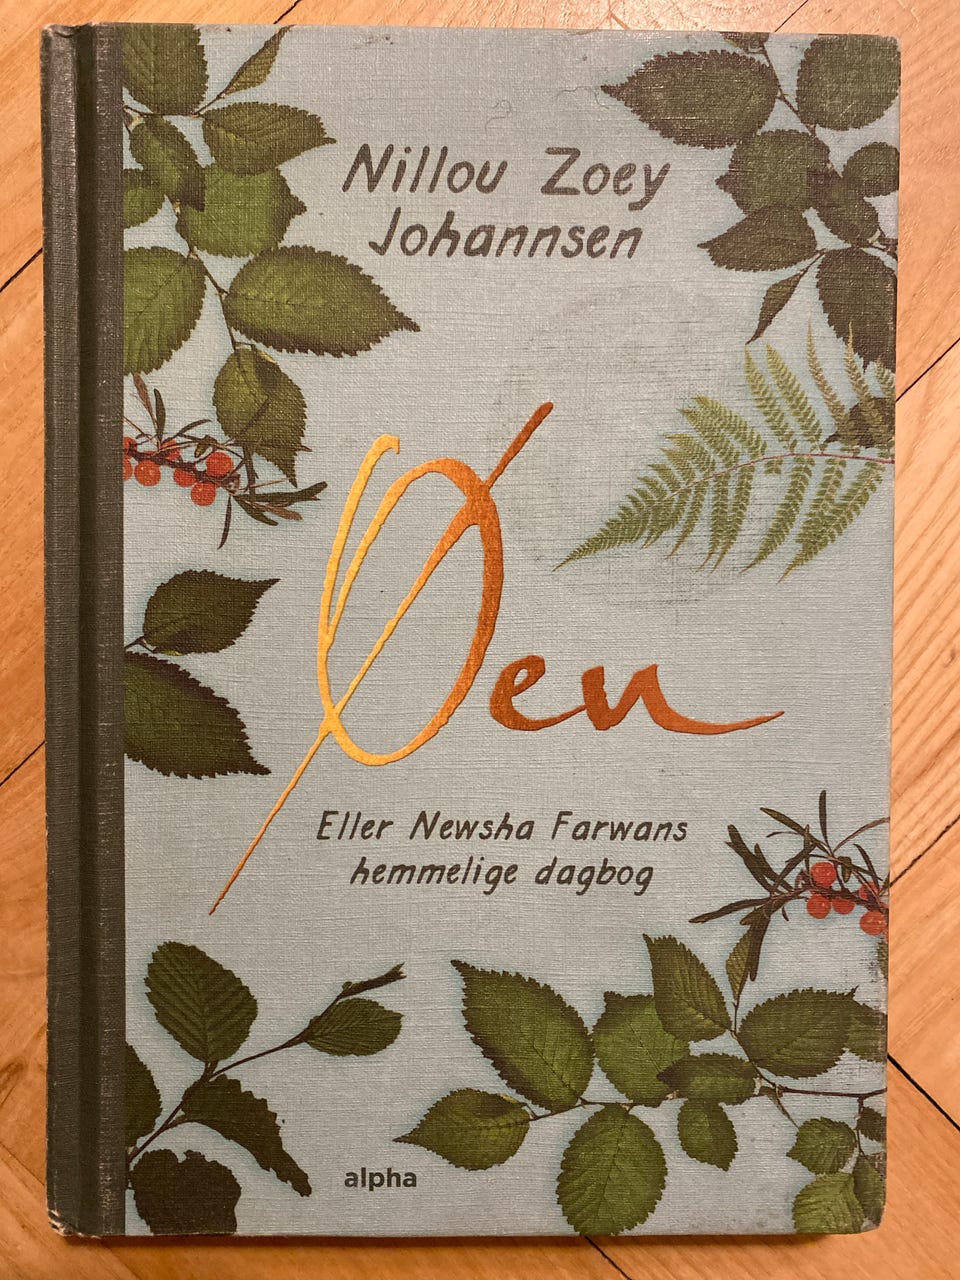 Nillou Zoey
Johannsen
Øen
Eller Newsha Farwans
hemmelige dagbog
alpha